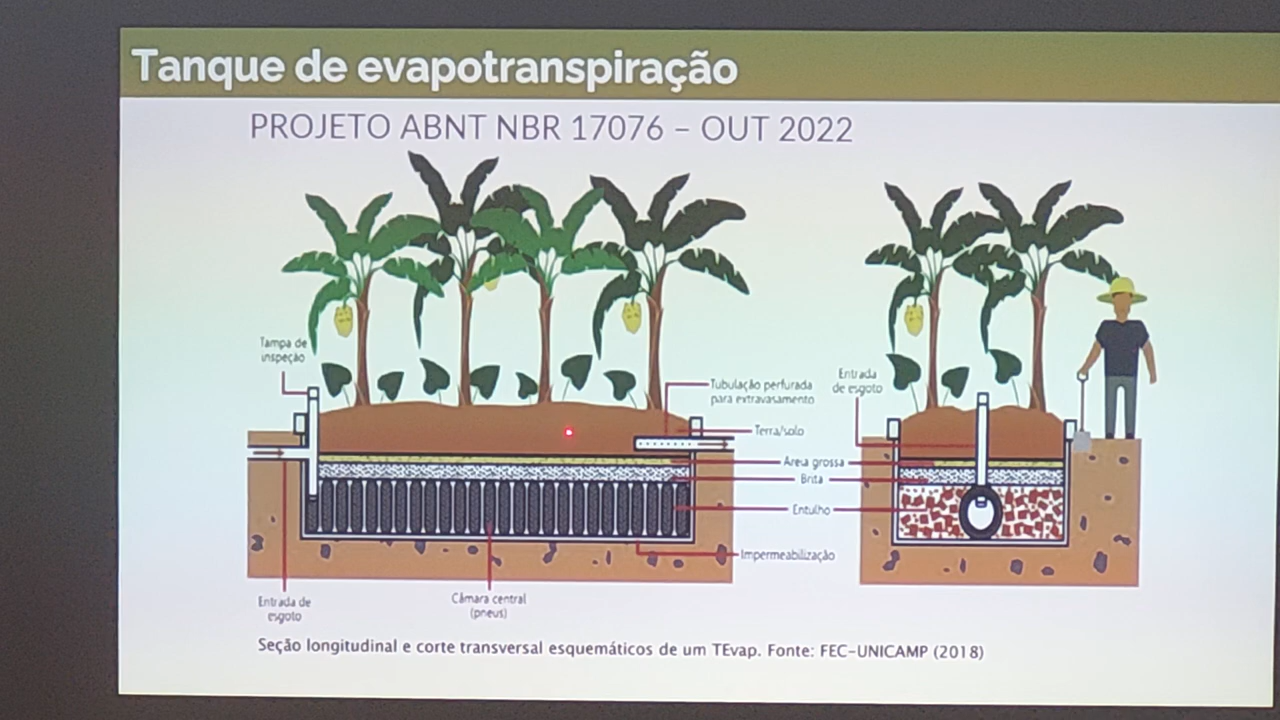 Tanque de evapotranspiração
PROJETO ABNT NBR 17076 – OUT 2022
Tampa de
inspeção
Tubulação perfurada
para extravasamento
Entrada
de esgoto
Terra/solo
Areia grossa
Brita
Entulho
Impermeabilização
Entrada de
esgoto
Câmara central
(pneus)
Seção longitudinal e corte transversal esquemáticos de um TEvap. Fonte: FEC-UNICAMP (2018)